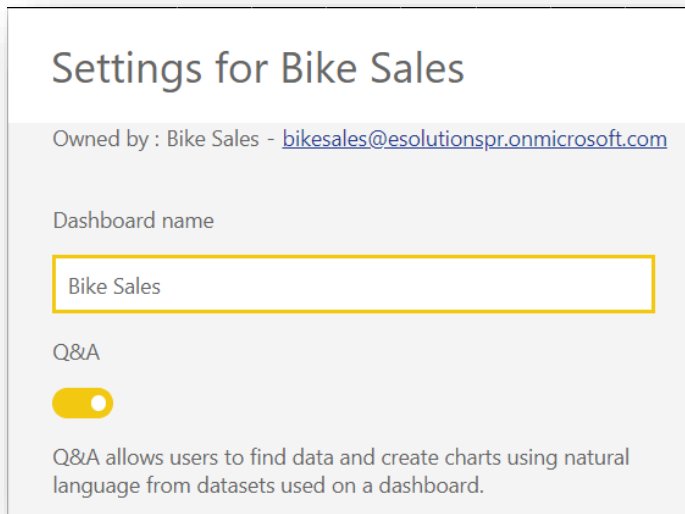 Settings for Bike Sales
Owned by : Bike Sales - bikesales@esolutionspr.onmicrosoft.com
Dashboard name
Bike Sales
Q&A
Q&A allows users to find data and create charts using natural
language from datasets used on a dashboard.